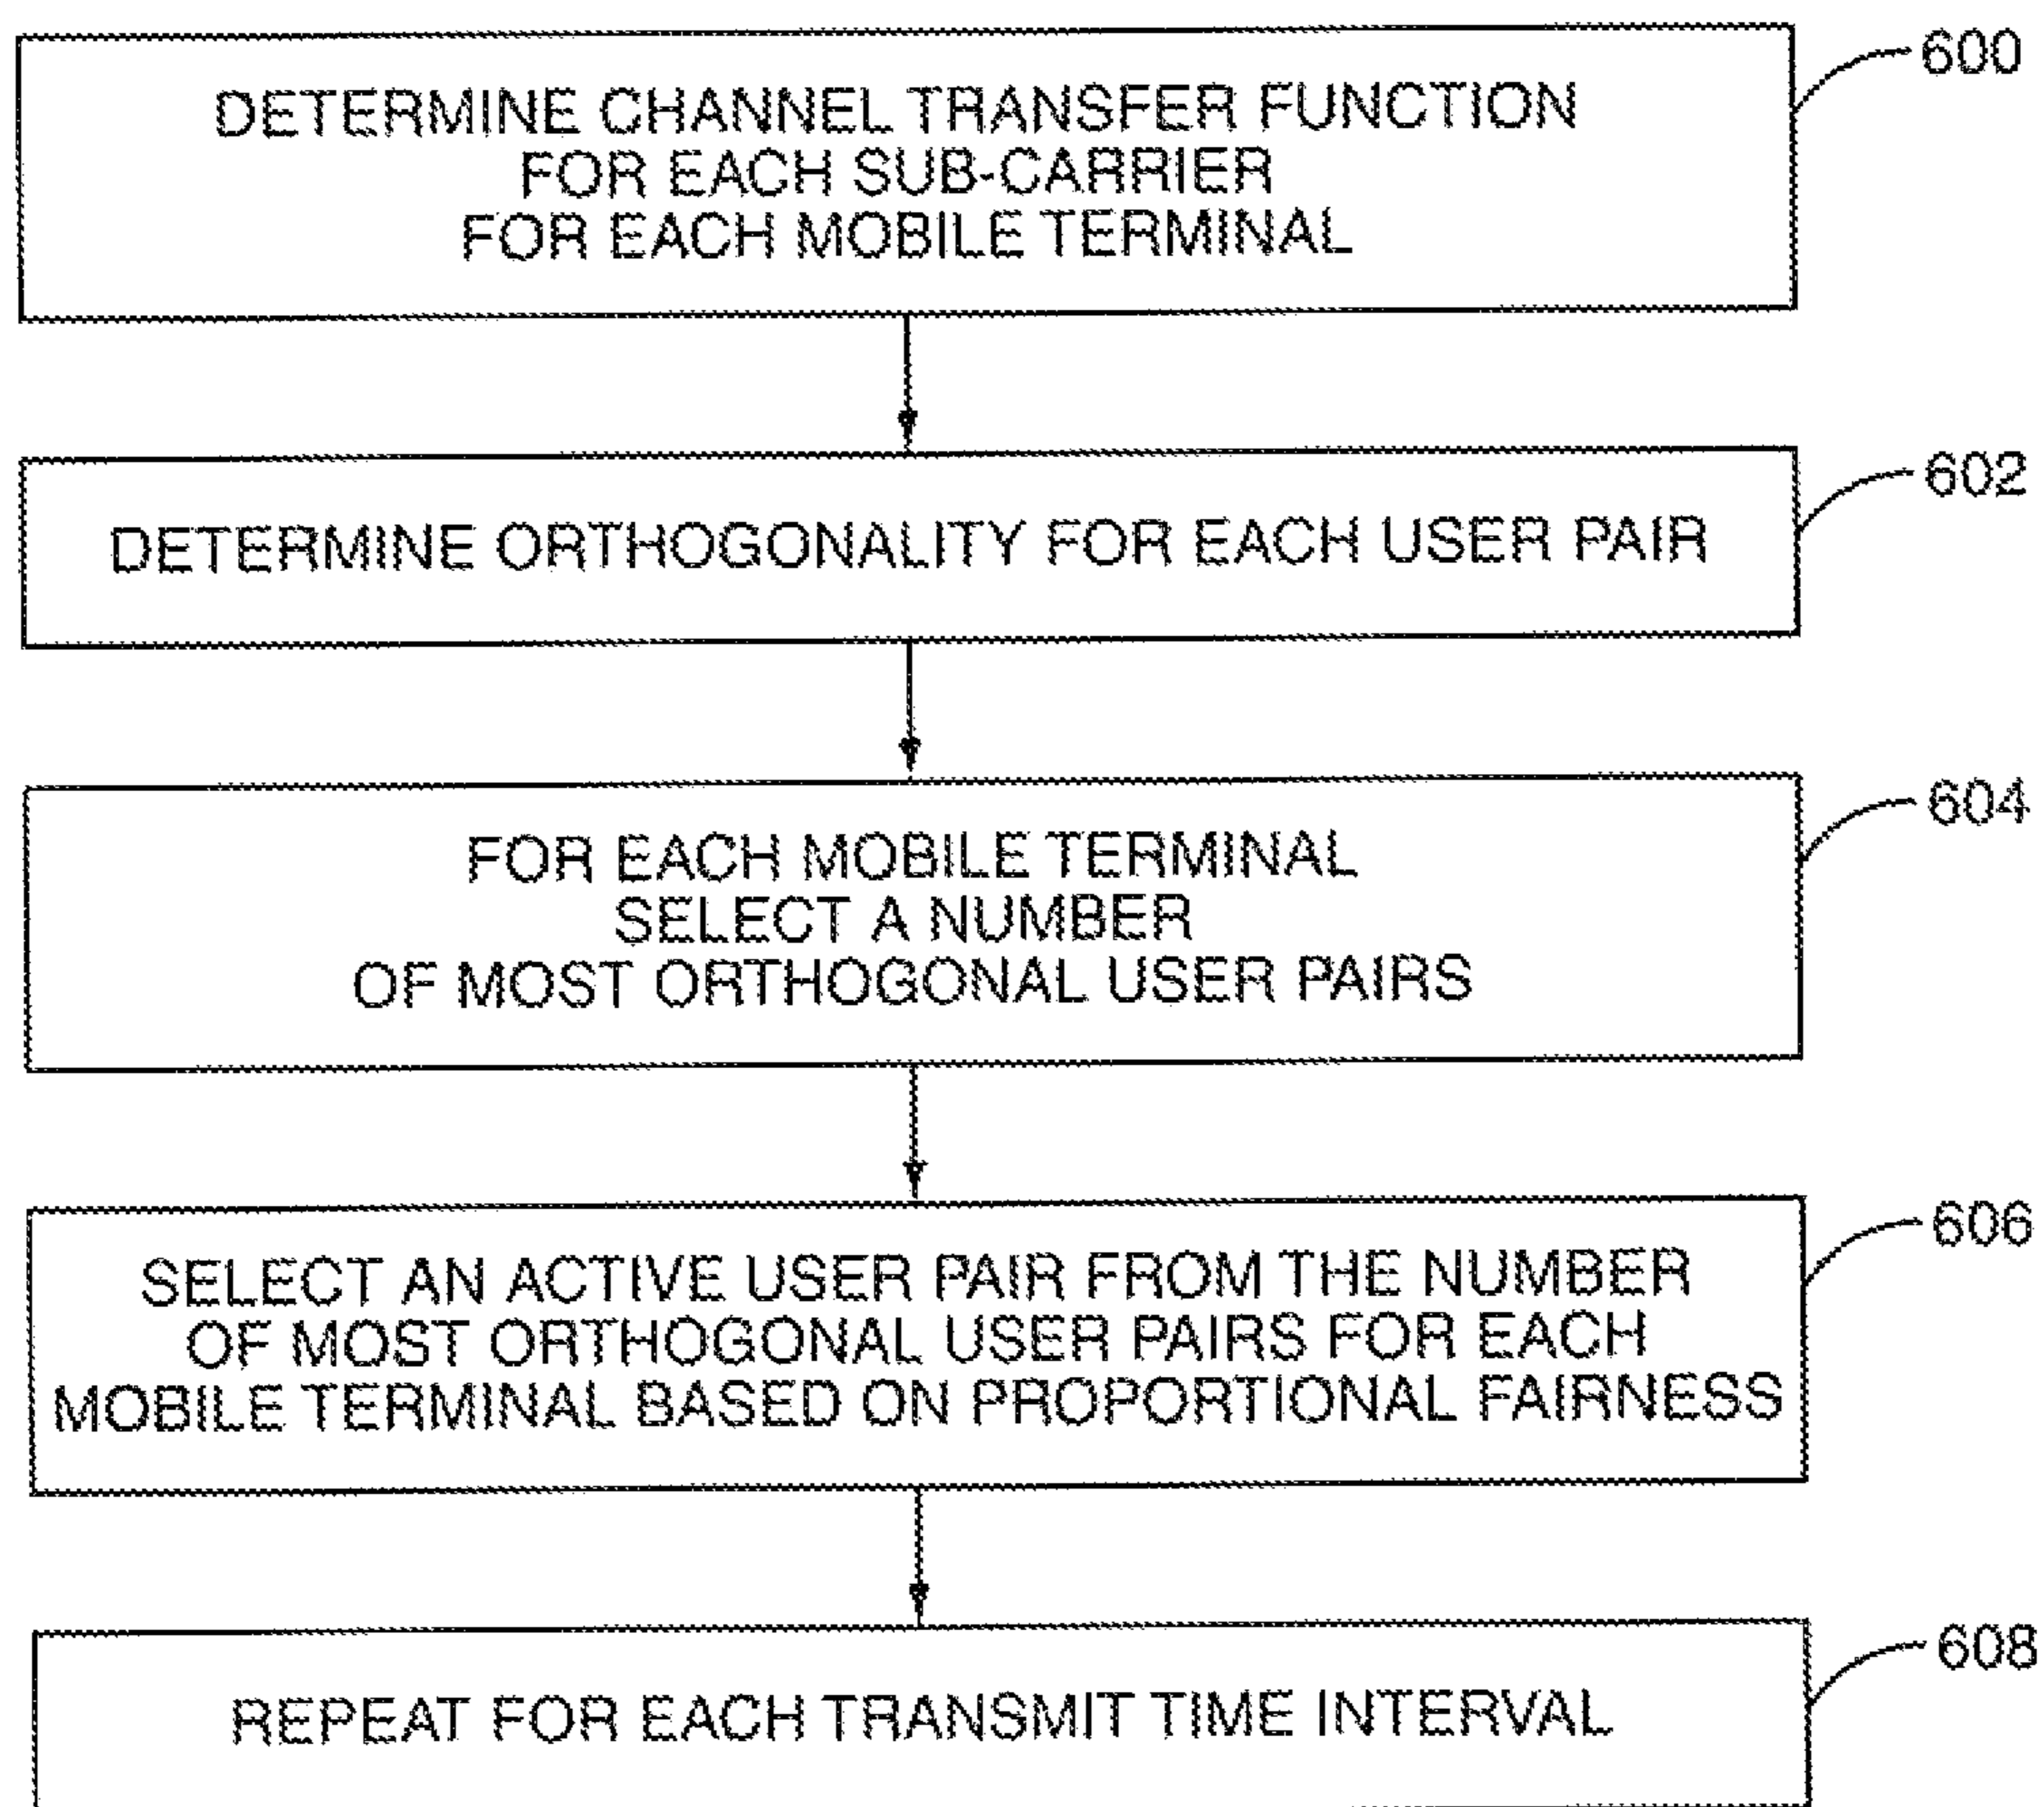 DETERMINE CHANNEL TRANSFER FUNCTION
FOR EACH SUB-CARRIER
FOR EACH MOBILE TERMINAL
600
DETERMINE ORTHOGONALITY FOR EACH USER PAIR
602
FOR EACH MOBILE TERMINAL
SELECT A NUMBER
OF MOST ORTHOGONAL USER PAIRS
604
SELECT AN ACTIVE USER PAIR FROM THE NUMBER
OF MOST ORTHOGONAL USER PAIRS FOR EACH
MOBILE TERMINAL BASED ON PROPORTIONAL FAIRNESS
606
REPEAT FOR EACH TRANSMIT TIME INTERVAL
608